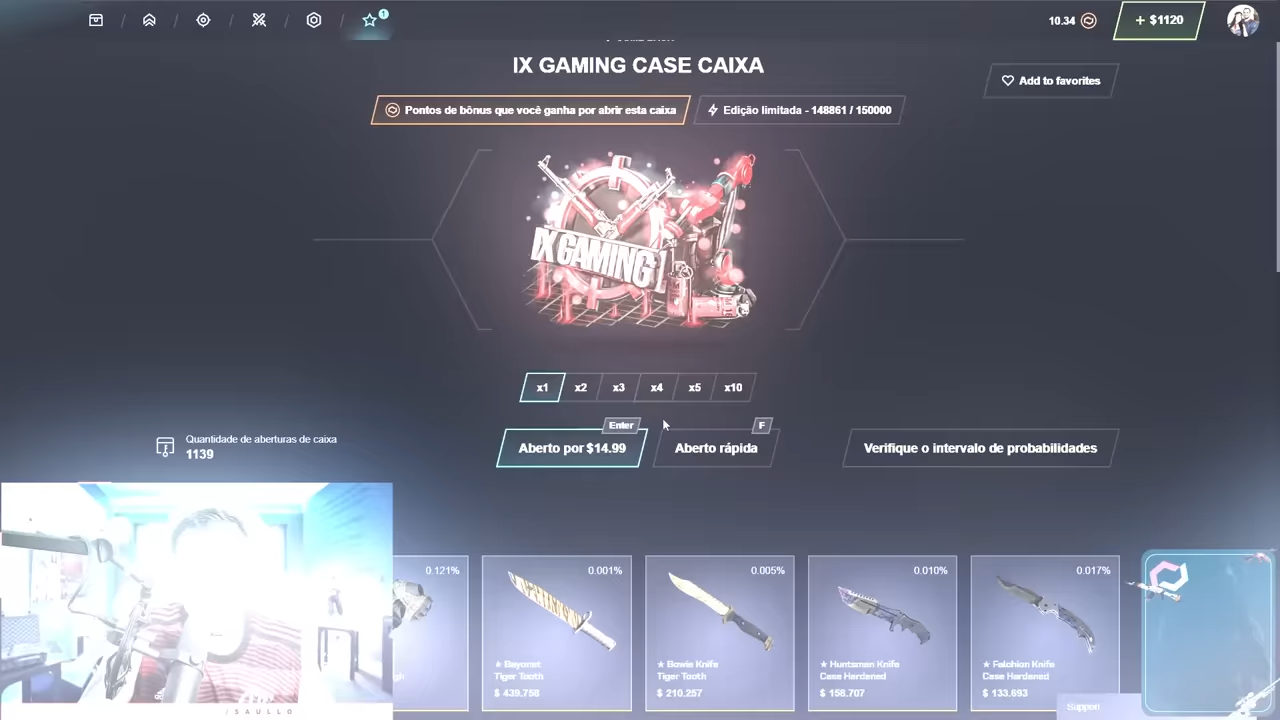 1
10.34
+ $1120
IX GAMING CASE CAIXA
Add to favorites
Pontos de bônus que você ganha por abrir esta caixa
Edição limitada - 148861 / 150000
IX GAMING
x1
x2
x3
x4
x5
x10
Enter
F
Aberto por $14.99
Aberto rápida
Verifique o intervalo de probabilidades
Quantidade de aberturas de caixa
1139
0.121%
0.001%
★ Bayonet
Tiger Tooth
$ 439.758
0.005%
★ Bowie Knife
Tiger Tooth
$ 210.257
0.010%
★ Huntsman Knife
Case Hardened
$ 158.707
0.017%
★ Falchion Knife
Case Hardened
$ 133.693
Support
/ SAULLO